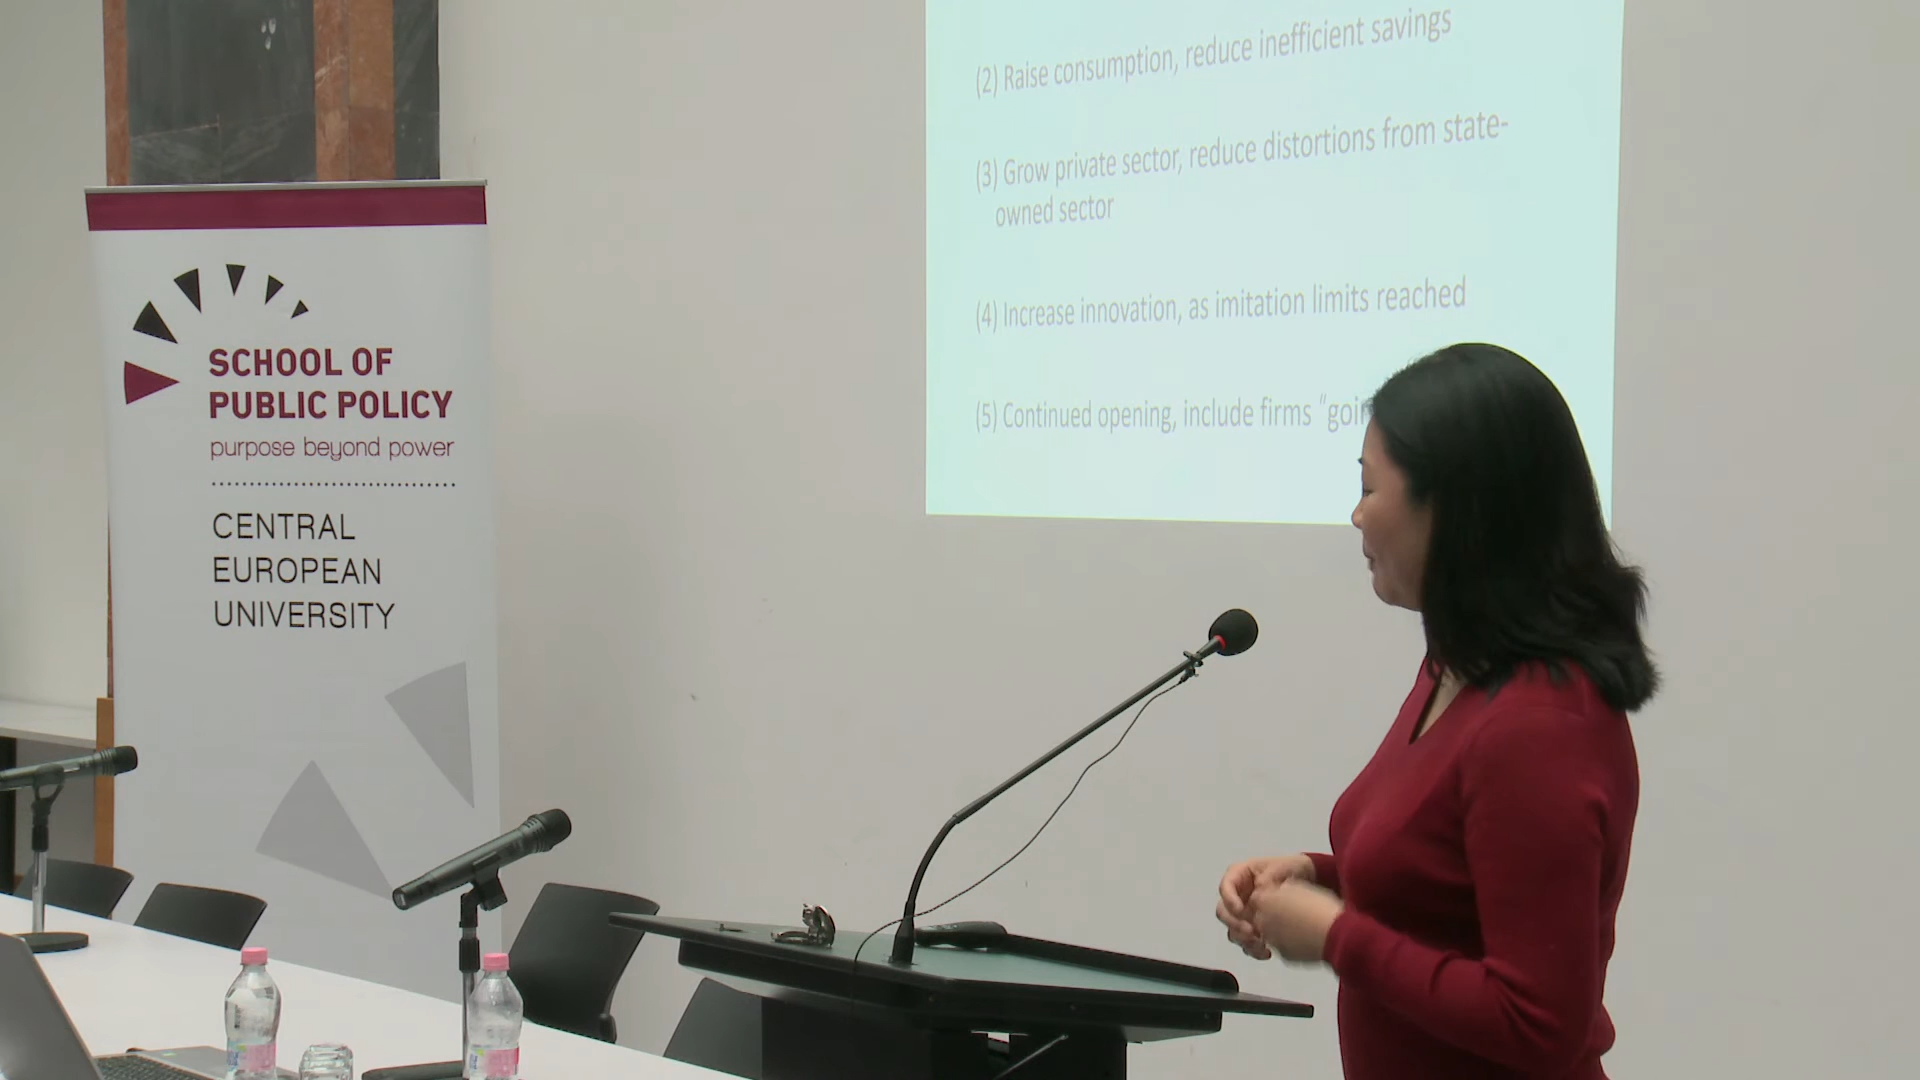 SCHOOL OF
PUBLIC POLICY
purpose beyond power
CENTRAL
EUROPEAN
UNIVERSITY
(2) Raise consumption, reduce inefficient savings
(3) Grow private sector, reduce distortions from state-
owned sector
(4) Increase innovation, as imitation limits reached
(5) Continued opening, include firms